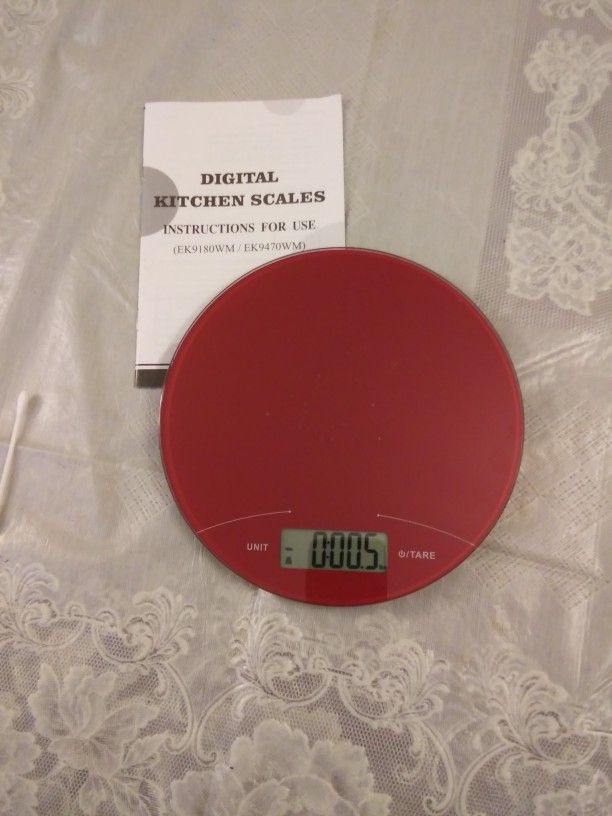 DIGITAL
KITCHEN SCALES
INSTRUCTIONS FOR USE
(EK9180WM / EK9470WM)
UNIT
0:00.5
/TARE